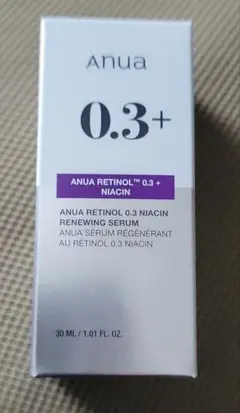 Anua
0.3+
ANUA RETINOL™ 0.3 +
NIACIN
ANUA RETINOL 0.3 NIACIN
RENEWING SERUM
ANUA SÉRUM RÉGÉNÉRANT
AU RÉTINOL 0.3 NIACIN
30 ML / 1.01 FL. OZ.